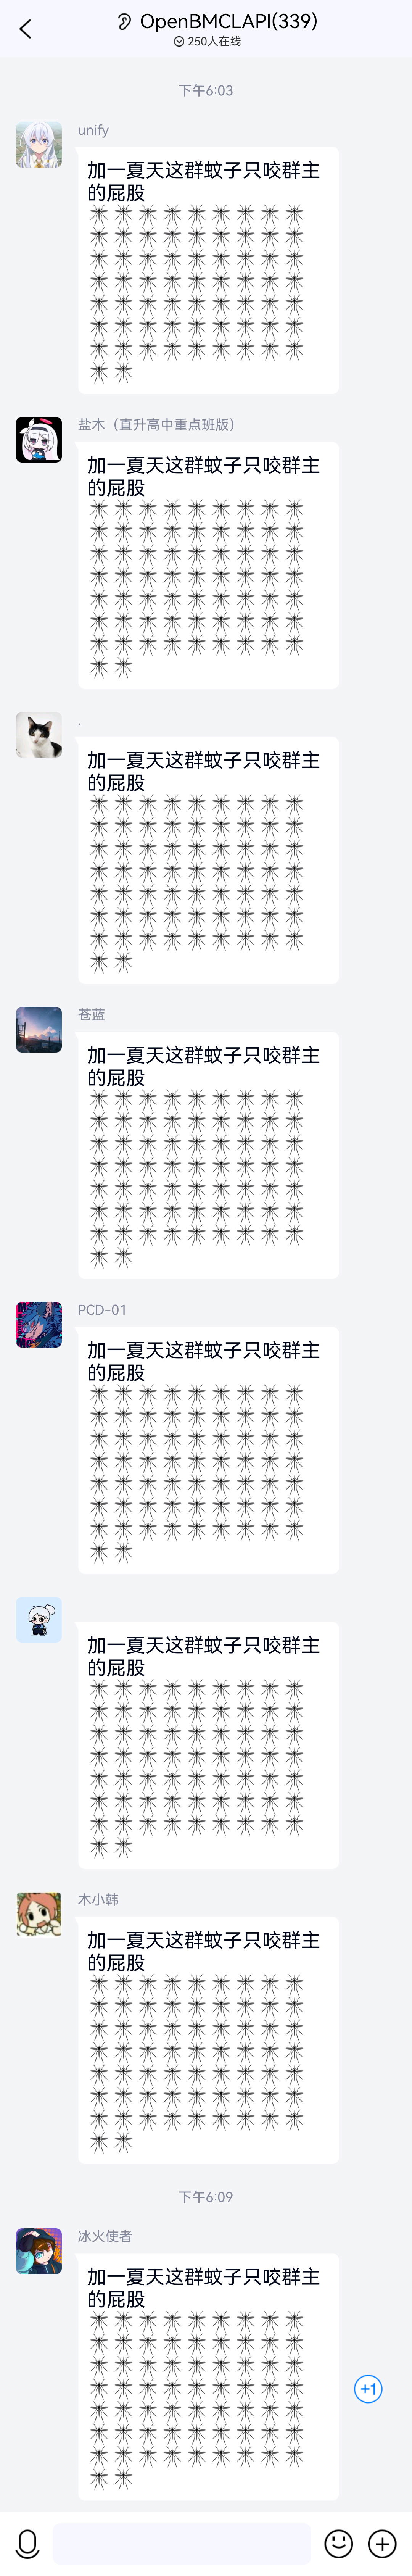 OpenBMCLAPI(339)
250人在线
下午6:03
unify
加一夏天这群蚊子只咬群主
的屁股
盐木（直升高中重点班版）
加一夏天这群蚊子只咬群主
的屁股
.
加一夏天这群蚊子只咬群主
的屁股
苍蓝
加一夏天这群蚊子只咬群主
的屁股
PCD-01
加一夏天这群蚊子只咬群主
的屁股
加一夏天这群蚊子只咬群主
的屁股
木小韩
加一夏天这群蚊子只咬群主
的屁股
下午6:09
冰火使者
加一夏天这群蚊子只咬群主
的屁股
+1